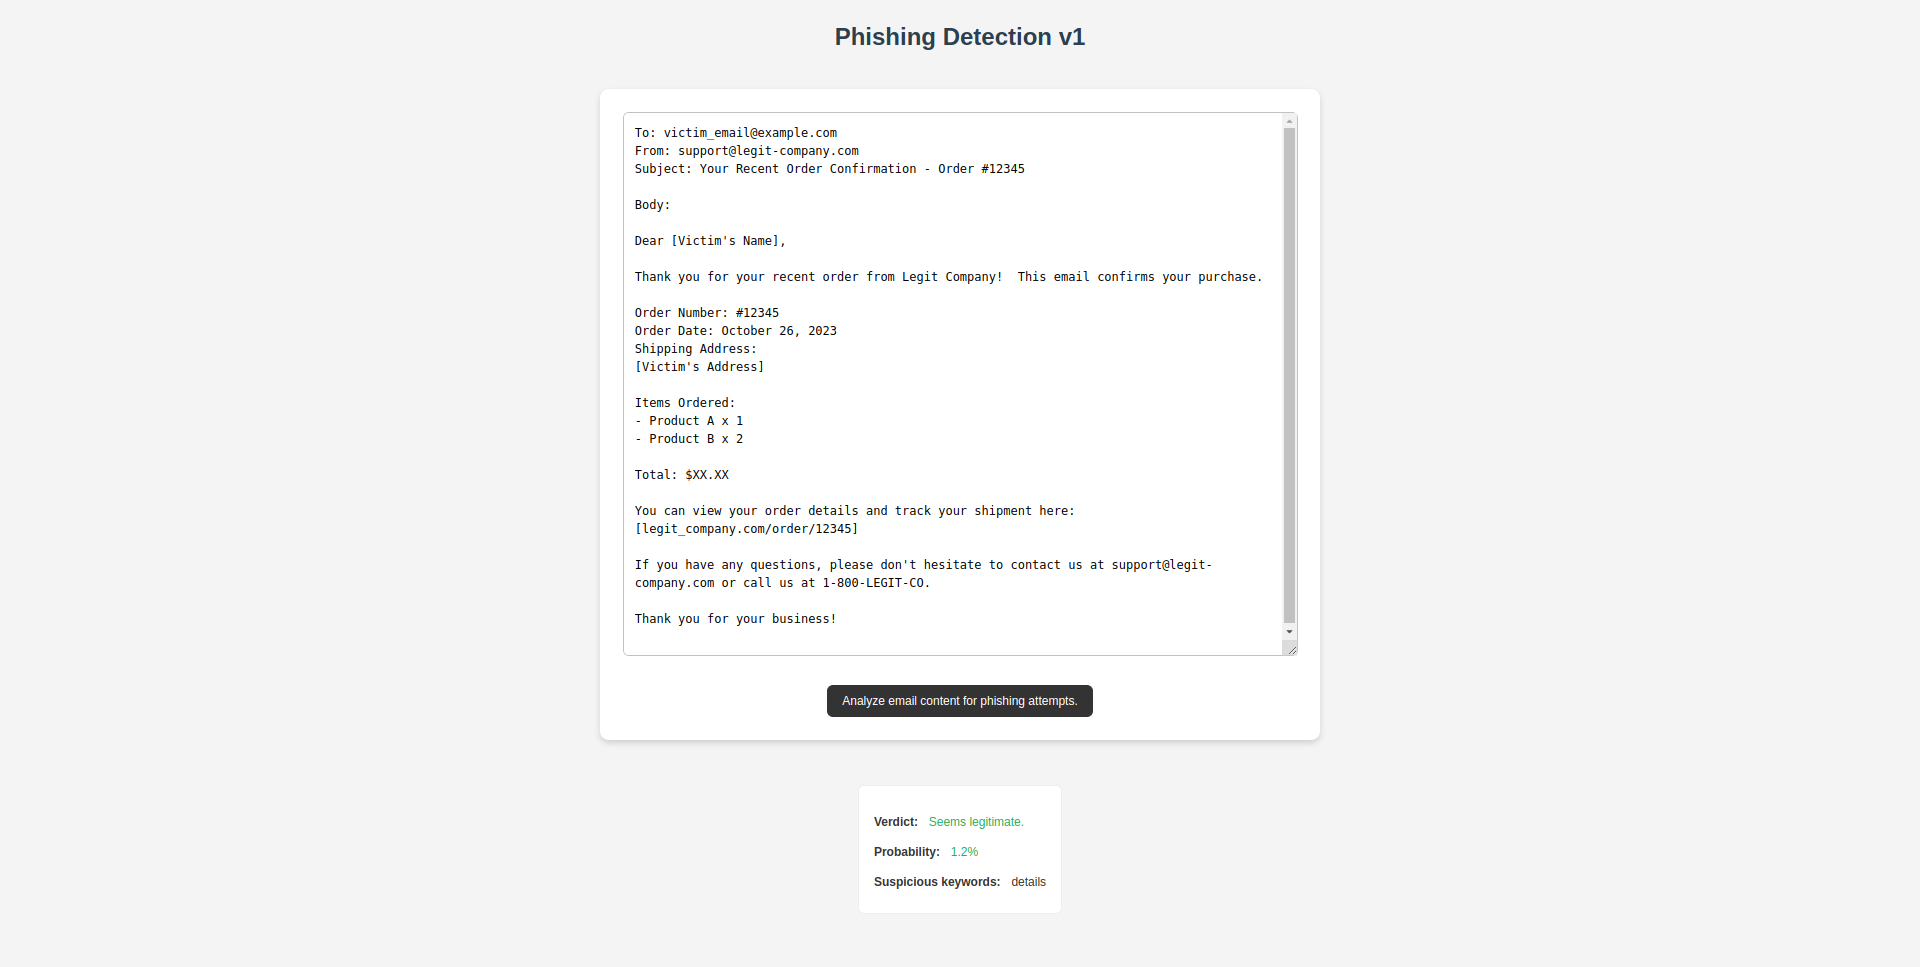 Phishing Detection v1
To: victim_email@example.com
From: support@legit-company.com
Subject: Your Recent Order Confirmation - Order #12345
Body:
Dear [Victim's Name],
Thank you for your recent order from Legit Company!  This email confirms your purchase.
Order Number: #12345
Order Date: October 26, 2023
Shipping Address:
[Victim's Address]
Items Ordered:
- Product A x 1
- Product B x 2
Total: $XX.XX
You can view your order details and track your shipment here:
[legit_company.com/order/12345]
If you have any questions, please don't hesitate to contact us at support@legit-
company.com or call us at 1-800-LEGIT-CO.
Thank you for your business!
Analyze email content for phishing attempts.
Verdict: Seems legitimate.
Probability: 1.2%
Suspicious keywords: details